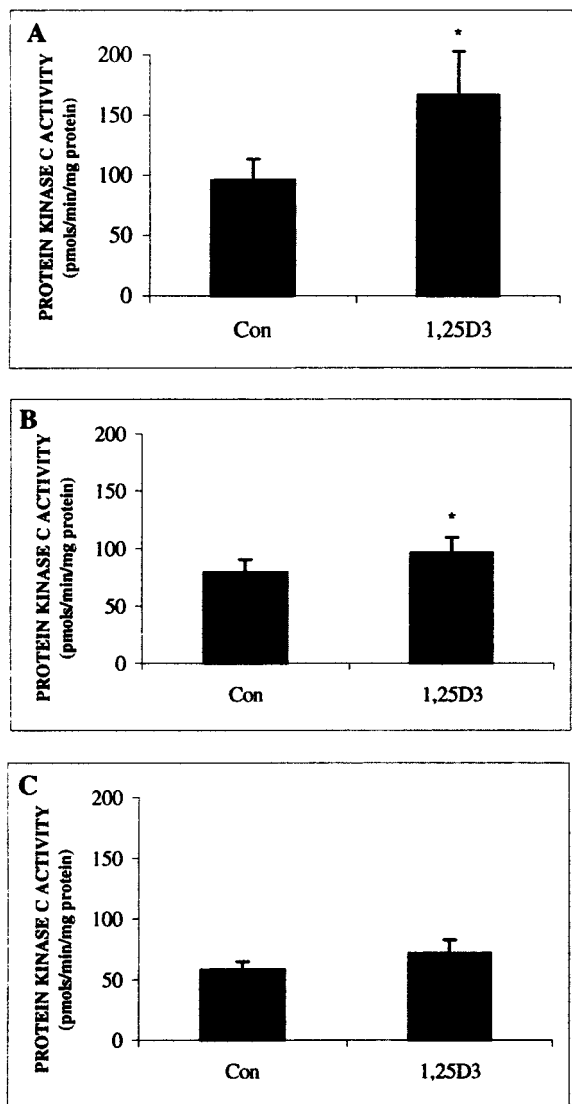 A
PROTEIN KINASE C ACTIVITY
(pmols/min/mg protein)
200
150
100
50
0
*
Con
1,25D3
B
PROTEIN KINASE C ACTIVITY
(pmols/min/mg protein)
200
150
100
50
0
*
Con
1,25D3
C
PROTEIN KINASE C ACTIVITY
(pmols/min/mg protein)
200
150
100
50
0
Con
1,25D3